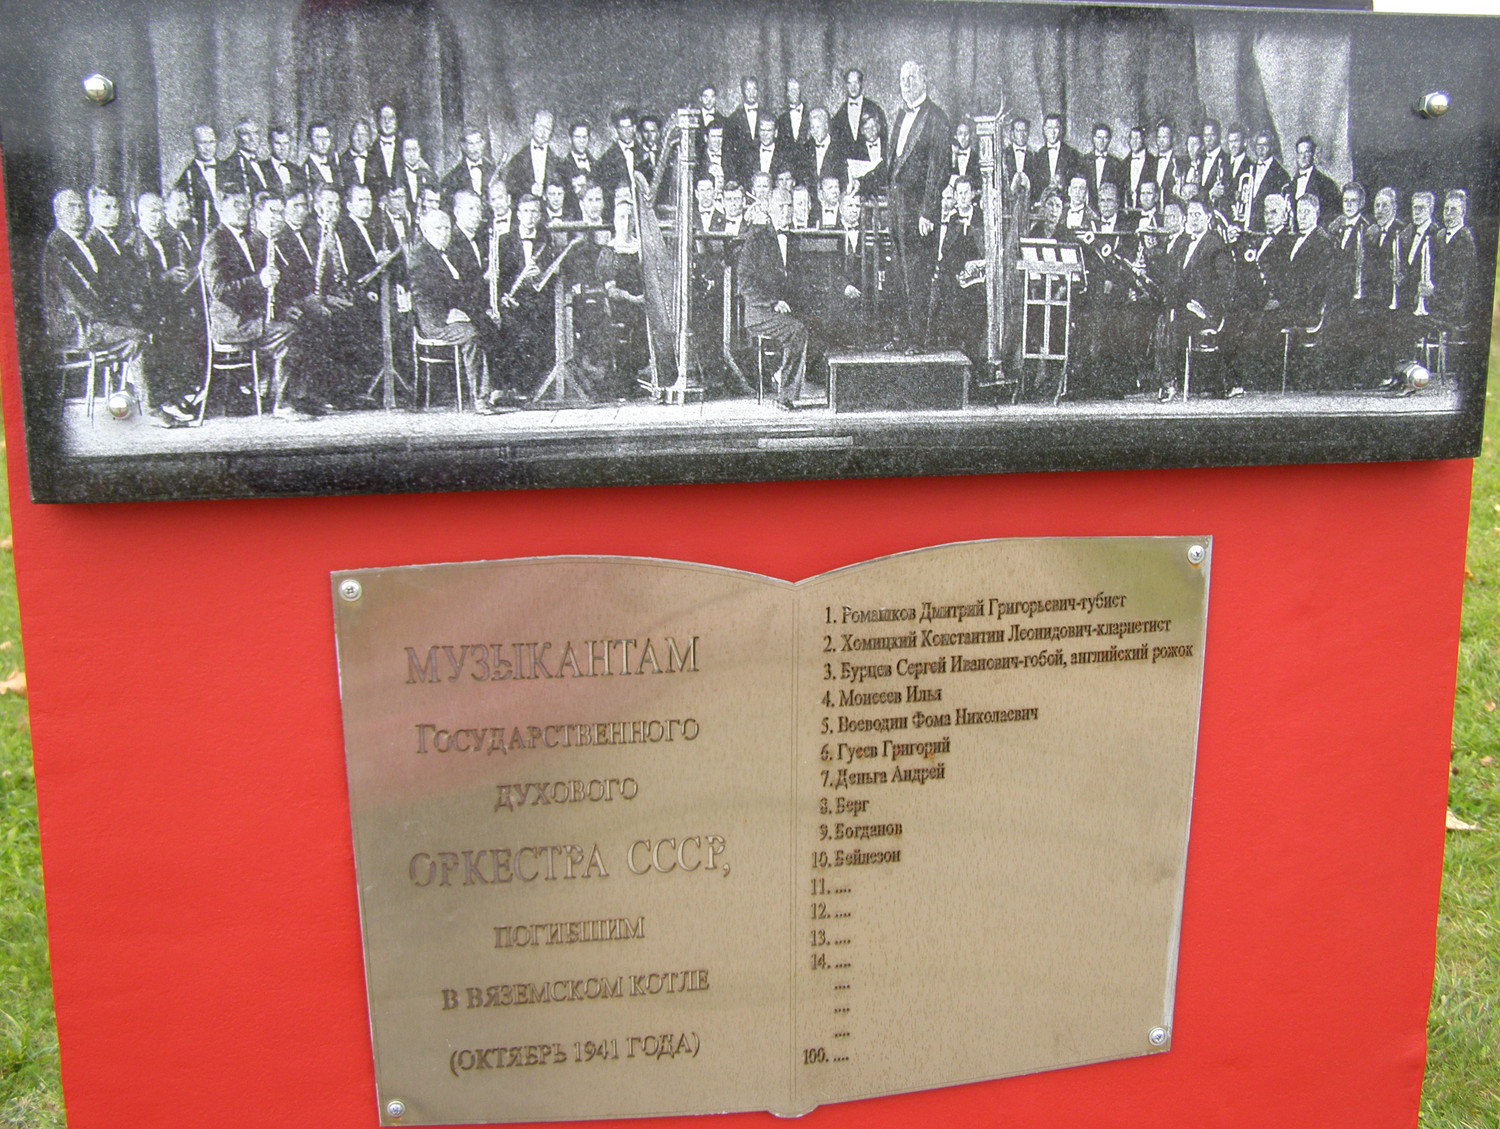 МУЗЫКАНТАМ
ГОСУДАРСТВЕННОГО
ДУХОВОГО
ОРКЕСТРА СССР,
ПОГИБШИМ
В ВЯЗЕМСКОМ КОТЛЕ
(ОКТЯБРЬ 1941 ГОДА)
1. Ромашков Дмитрий Григорьевич-тубист
2. Хомицкий Константин Леонидович-кларнетист
3. Бурцев Сергей Иванович-гобой, английский рожок
4. Моисеев Илья
5. Воеводин Фома Николаевич
6. Гусев Григорий
7. Деньга Андрей
8. Берг
9. Богданов
10. Бейлезон
11. ....
12. ....
13. ....
14. ....
....
....
....
100. ....